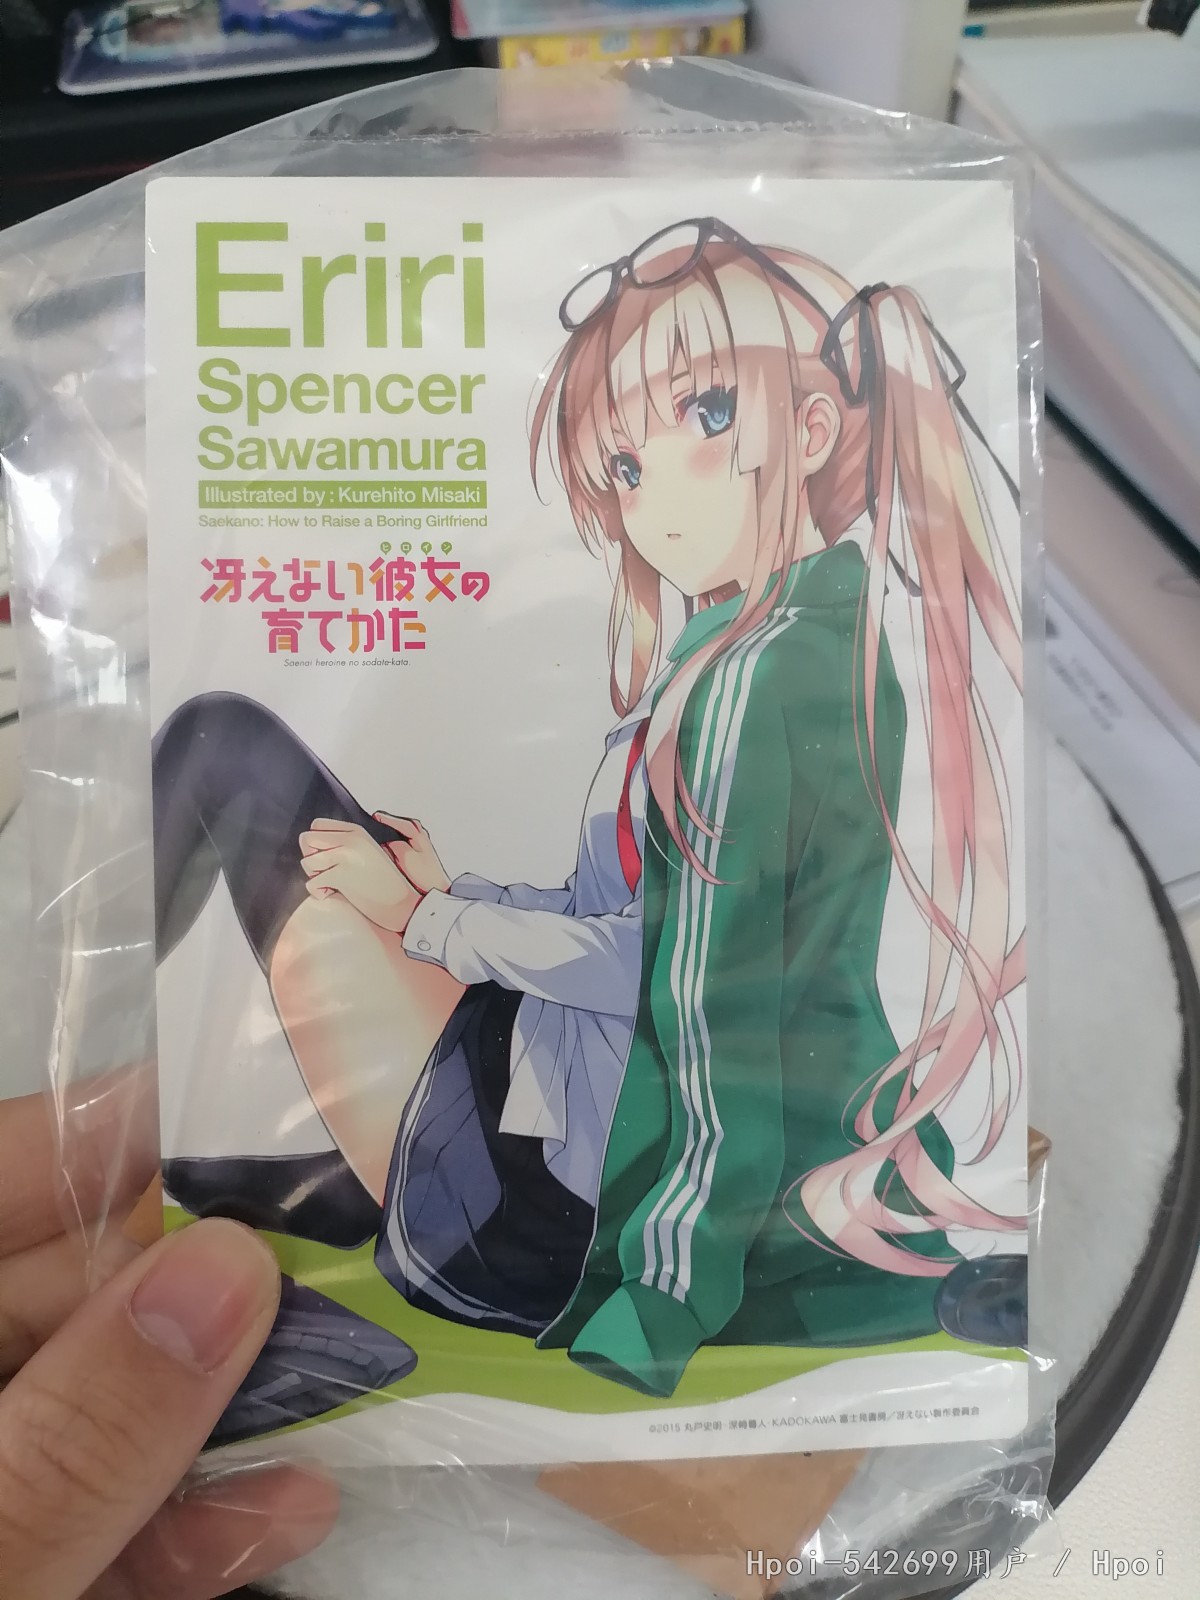 Eriri
Spencer
Sawamura
Illustrated by : Kurehito Misaki
Saekano: How to Raise a Boring Girlfriend
ヒロイン
冴えない彼女の
育てかた
Saenai heroine no sodate-kata.
©2015 丸戸史明・深崎暮人・KADOKAWA 富士見書房／冴えない製作委員会
Hpoi-542699用户 / Hpoi